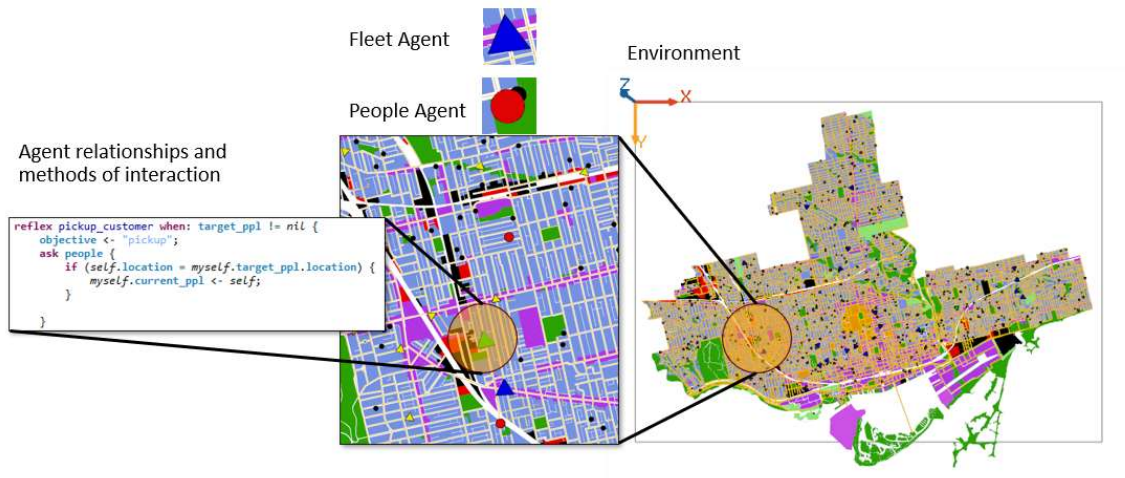 Fleet Agent
Environment
People Agent
Z
X
Y
Agent relationships and
methods of interaction
reflex pickup_customer when: target_ppl != nil {
objective <- "pickup";
ask people {
if (self.location = myself.target_ppl.location) {
myself.current_ppl <- self;
}
}